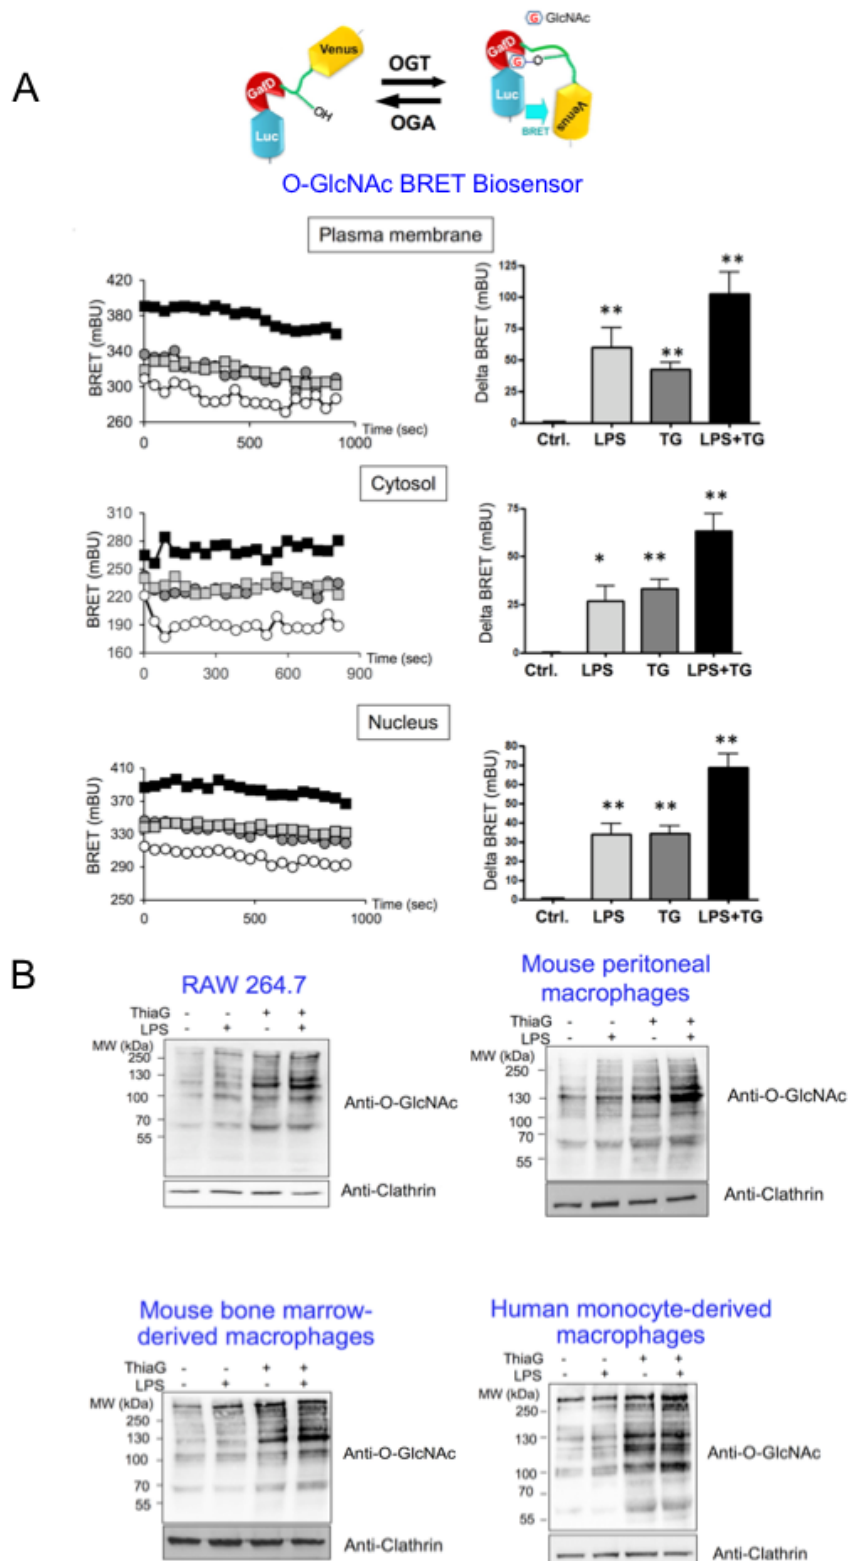 A
GlcNAc
G
Venus
GafD
OH
Luc
OGT
OGA
GafD
G
O
Luc
BRET
Venus
O-GlcNAc BRET Biosensor
Plasma membrane
BRET (mBU)
420
380
340
300
260
0
500
1000
Time (sec)
Delta BRET (mBU)
125
100
75
50
25
0
**
**
**
Ctrl.
LPS
TG
LPS+TG
Cytosol
BRET (mBU)
310
280
250
220
190
160
0
300
600
900
Time (sec)
Delta BRET (mBU)
75
50
25
0
*
**
**
Ctrl.
LPS
TG
LPS+TG
Nucleus
BRET (mBU)
410
370
330
290
250
0
500
1000
Time (sec)
Delta BRET (mBU)
80
70
60
50
40
30
20
10
0
**
**
**
Ctrl.
LPS
TG
LPS+TG
B
RAW 264.7
ThiaG - - + +
LPS - + - +
MW (kDa)
250
130
100
70
55
Anti-O-GlcNAc
Anti-Clathrin
Mouse peritoneal
macrophages
ThiaG - - + +
LPS - + - +
MW (kDa)
250
130
100
70
55
Anti-O-GlcNAc
Anti-Clathrin
Mouse bone marrow-
derived macrophages
ThiaG - - + +
LPS - + - +
MW (kDa)
250
130
100
70
55
Anti-O-GlcNAc
Anti-Clathrin
Human monocyte-derived
macrophages
ThiaG - - + +
LPS - + - +
MW (kDa)
250
130
100
70
55
Anti-O-GlcNAc
Anti-Clathrin